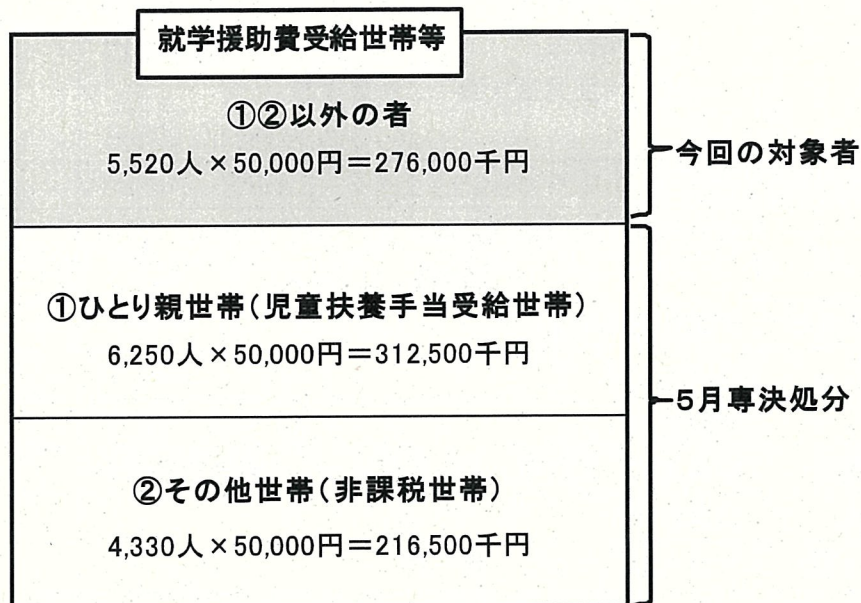 就学援助費受給世帯等
①②以外の者
5,520人×50,000円＝276,000千円
今回の対象者
①ひとり親世帯（児童扶養手当受給世帯）
6,250人×50,000円＝312,500千円
5月専決処分
②その他世帯（非課税世帯）
4,330人×50,000円＝216,500千円